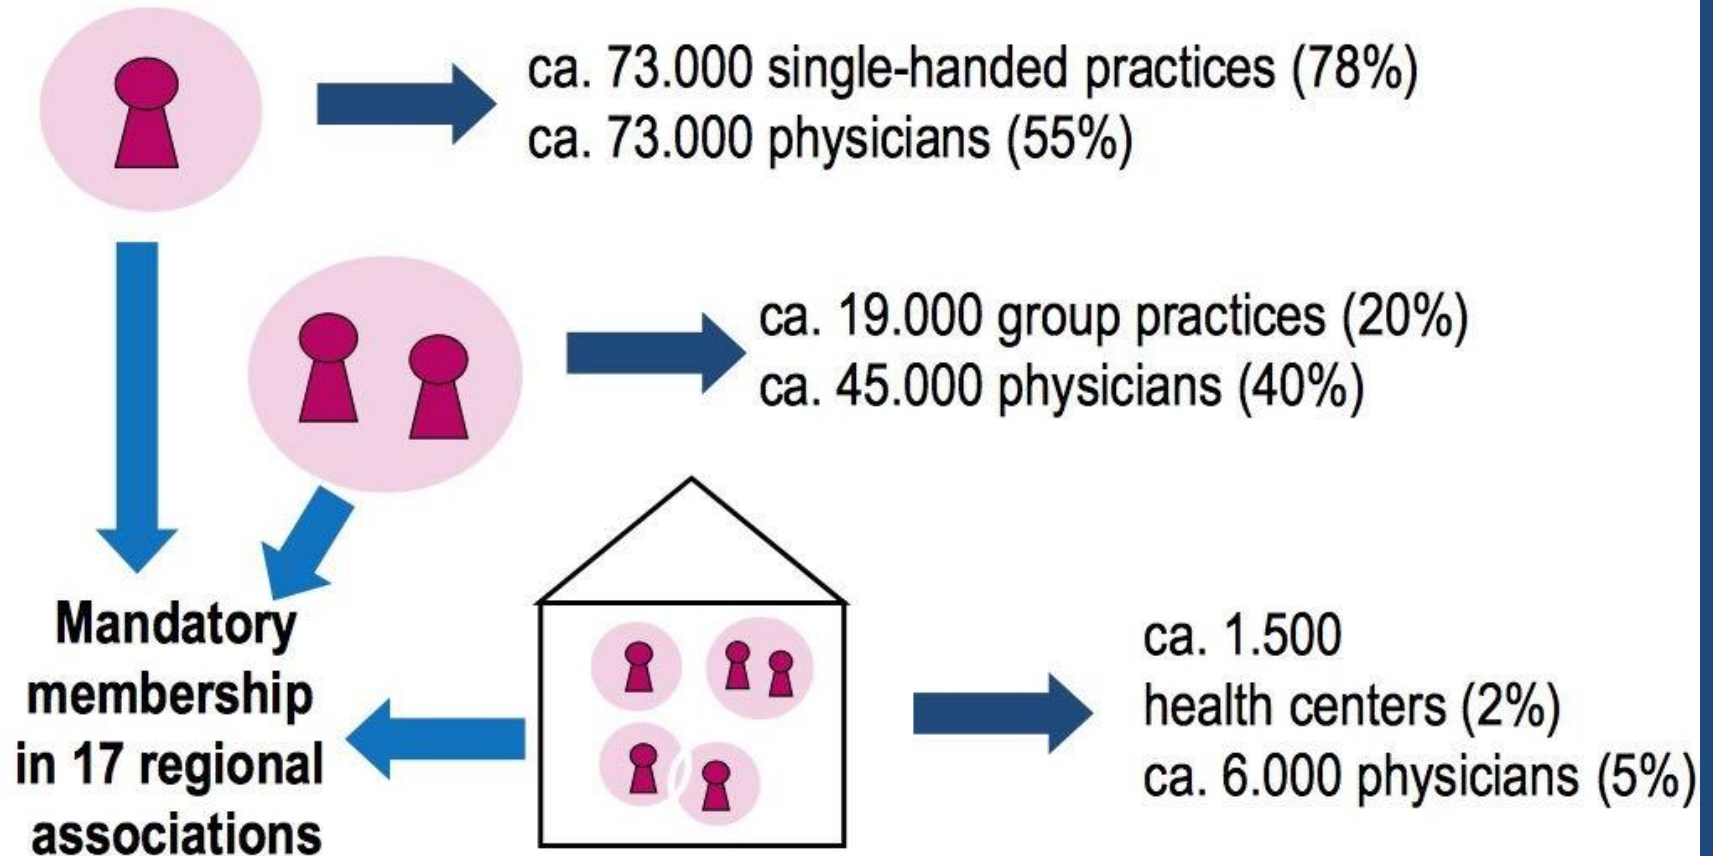 ca. 73.000 single-handed practices (78%)
ca. 73.000 physicians (55%)
ca. 19.000 group practices (20%)
ca. 45.000 physicians (40%)
Mandatory
membership
in 17 regional
associations
ca. 1.500
health centers (2%)
ca. 6.000 physicians (5%)